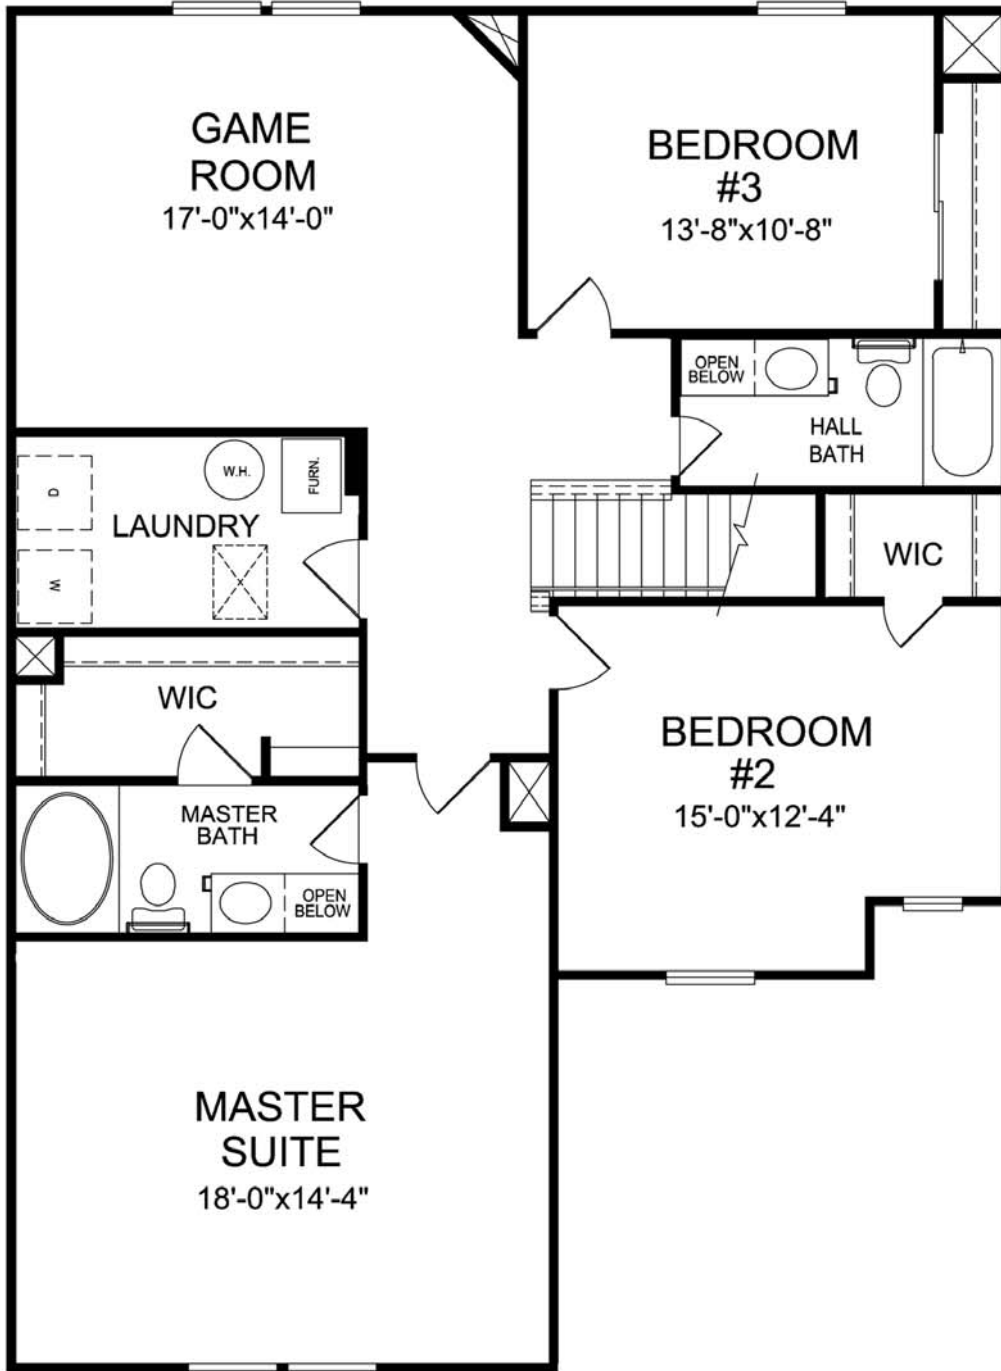 GAME
ROOM
17'-0"x14'-0"
BEDROOM
#3
13'-8"x10'-8"
OPEN
BELOW
HALL
BATH
W.H.
FURN.
D
LAUNDRY
W
WIC
WIC
BEDROOM
#2
15'-0"x12'-4"
MASTER
BATH
OPEN
BELOW
MASTER
SUITE
18'-0"x14'-4"